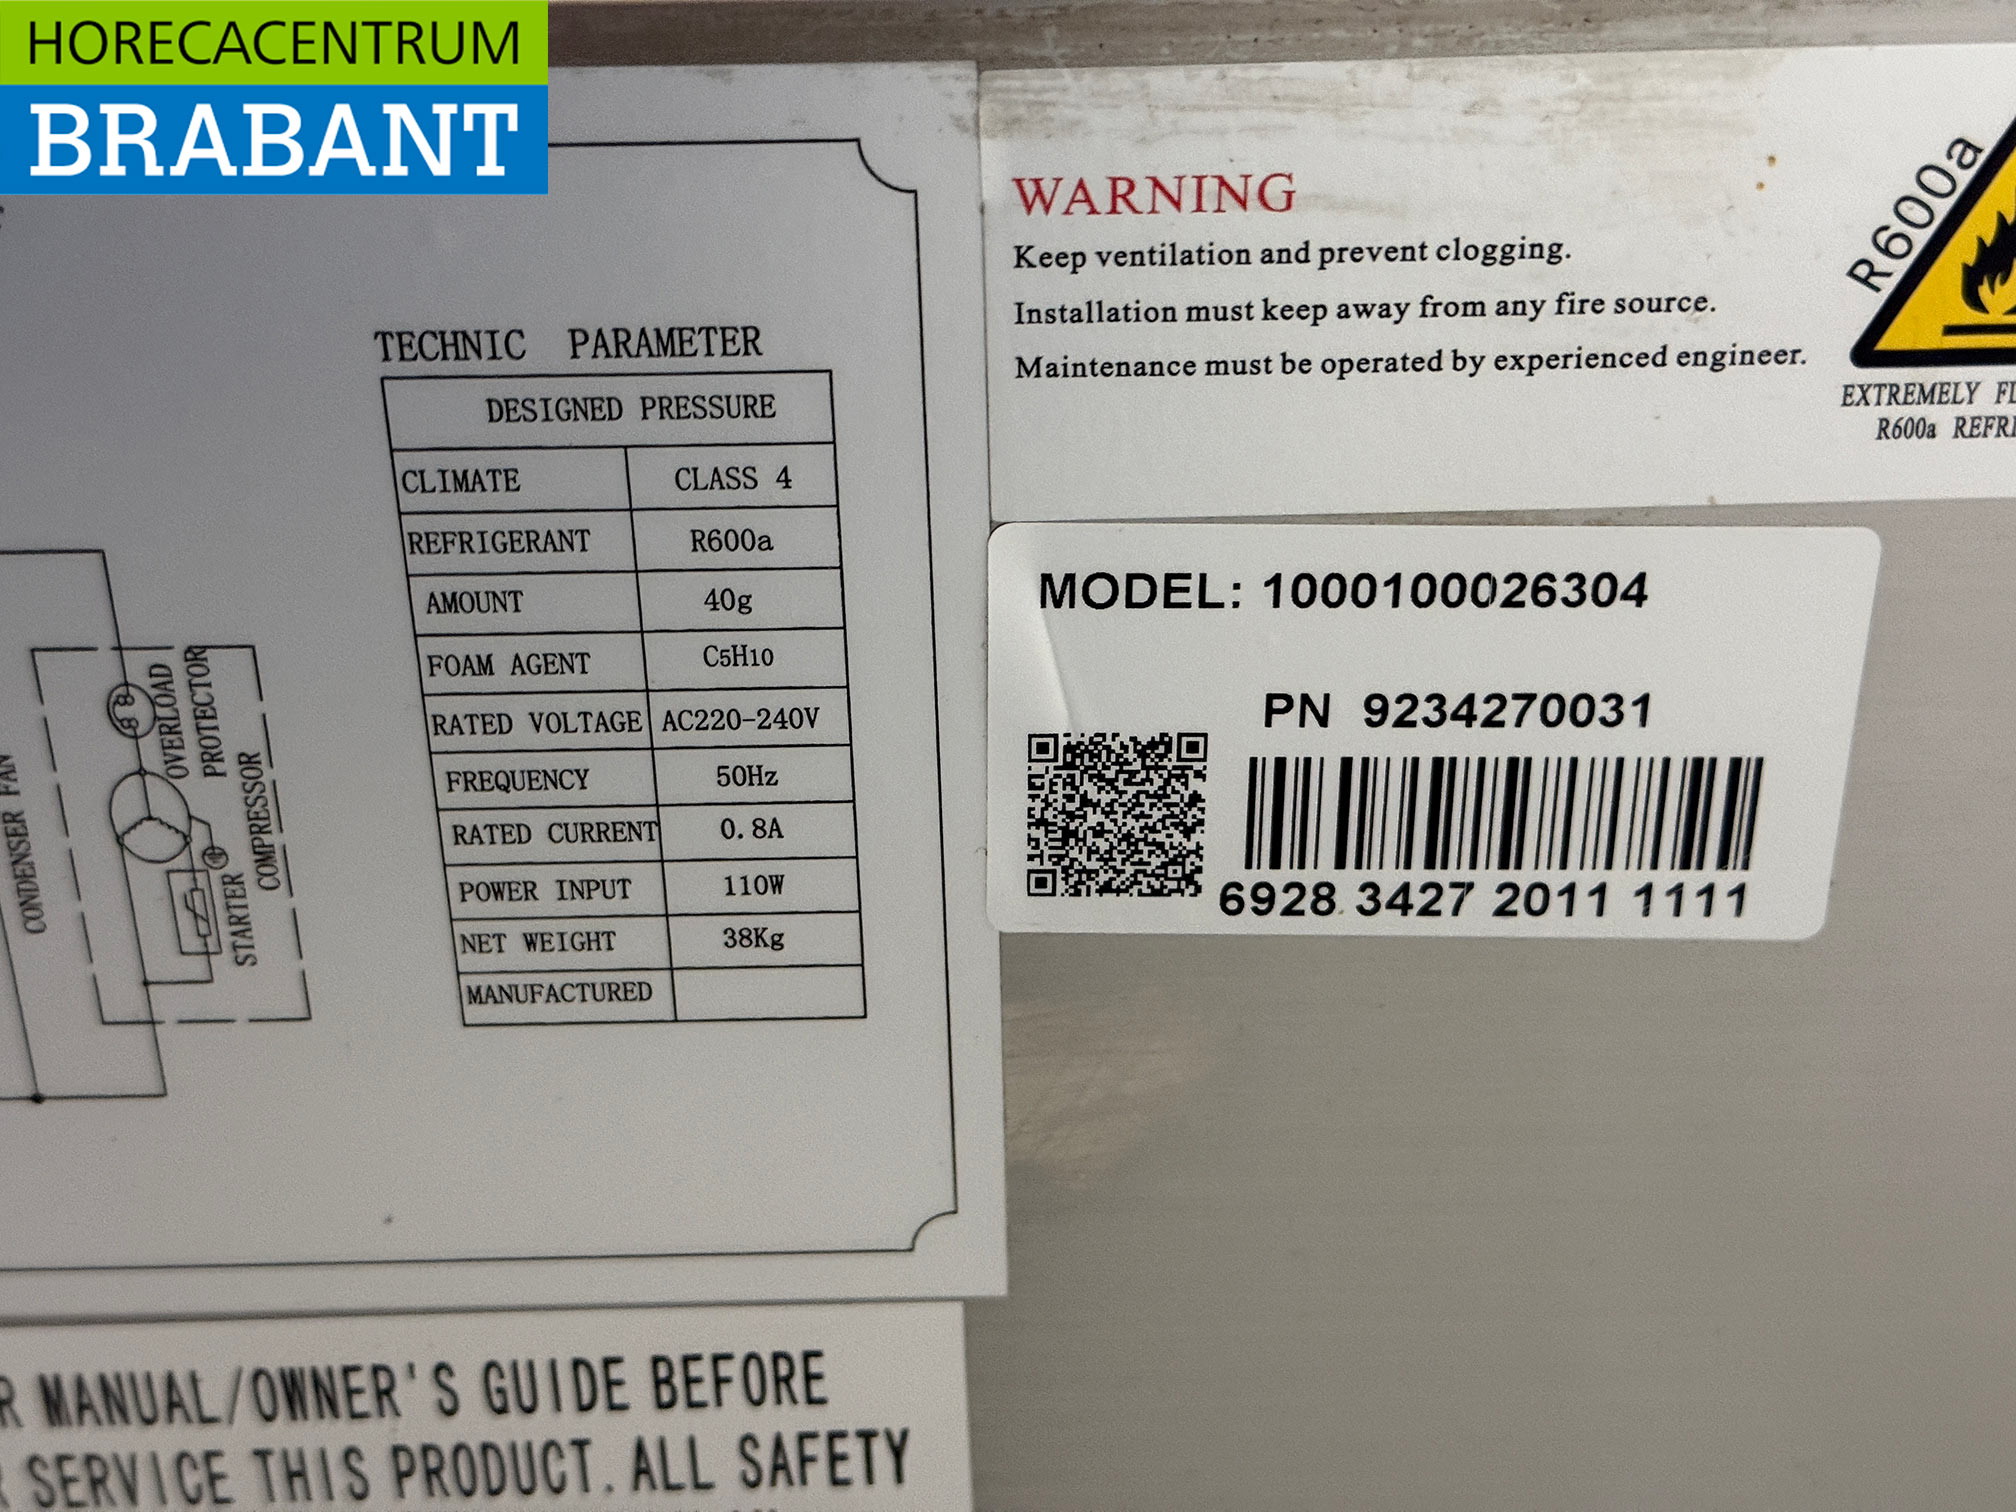 HORECACENTRUM
BRABANT
TECHNIC PARAMETER
DESIGNED PRESSURE
CLIMATE CLASS 4
REFRIGERANT R600a
AMOUNT 40g
FOAM AGENT C5H10
RATED VOLTAGE AC220-240V
FREQUENCY 50Hz
RATED CURRENT 0.8A
POWER INPUT 110W
NET WEIGHT 38Kg
MANUFACTURED
CONDENSER FAN
OVERLOAD
PROTECTOR
STARTER
COMPRESSOR
WARNING
Keep ventilation and prevent clogging.
Installation must keep away from any fire source.
Maintenance must be operated by experienced engineer.
R600a
EXTREMELY
R600a
MODEL: 1000100026304
PN 9234270031
6928 3427 2011 1111
MANUAL/OWNER'S GUIDE BEFORE
SERVICE THIS PRODUCT. ALL SAFETY